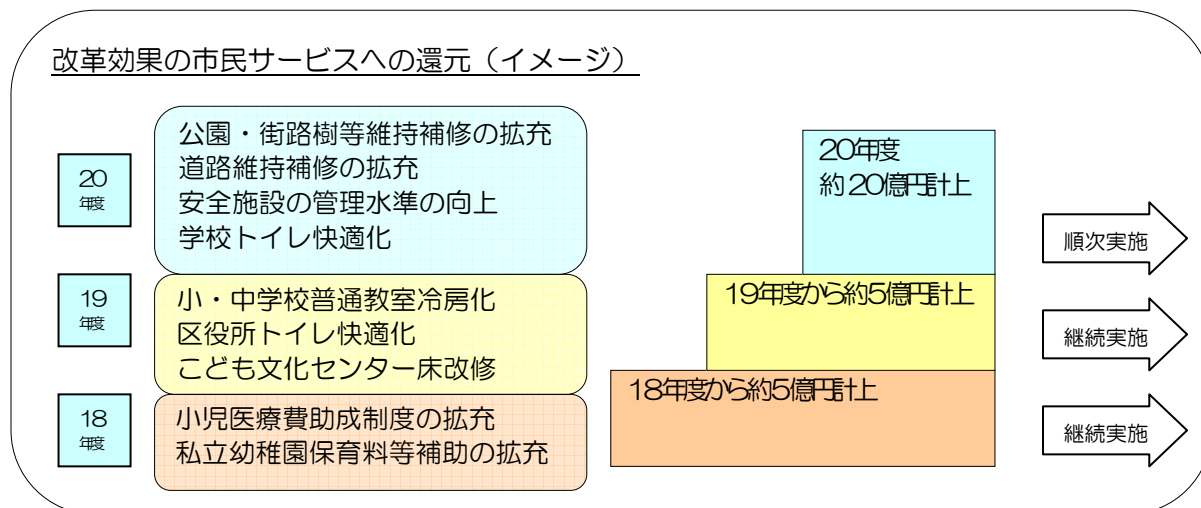 改革効果の市民サービスへの還元（イメージ）
20
年度
公園・街路樹等維持補修の拡充
道路維持補修の拡充
安全施設の管理水準の向上
学校トイレ快適化
20年度
約20億円計上
順次実施
19
年度
小・中学校普通教室冷房化
区役所トイレ快適化
こども文化センター床改修
19年度から約5億円計上
継続実施
18
年度
小児医療費助成制度の拡充
私立幼稚園保育料等補助の拡充
18年度から約5億円計上
継続実施